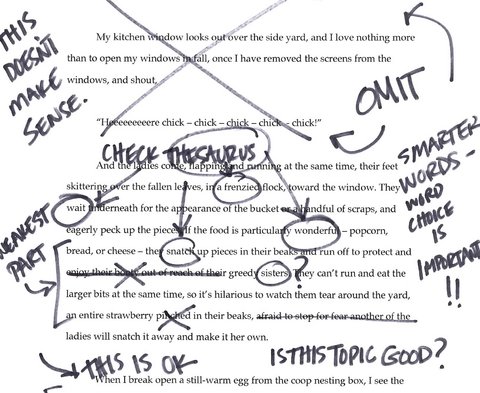 THIS
DOESN'T
MAKE
SENSE.
My kitchen window looks out over the side yard, and I love nothing more
than to open my windows in fall, once I have removed the screens from
the windows, and shout,
OMIT
"Heeeeeeeeere chick – chick – chick – chick – chick!"
CHECK THESAURUS
And the ladies come, flapping and running at the same time, their feet
skittering over the fallen leaves, in a frenzied flock, toward the window. They
wait underneath for the appearance of the bucket or a handful of scraps, and
eagerly peck up the pieces. If the food is particularly wonderful – popcorn,
bread, or cheese – they snatch up pieces in their beaks and run off to protect and
enjoy their booty out of reach of their greedy sisters. They can't run and eat the
larger bits at the same time, so it's hilarious to watch them tear around the yard,
an entire strawberry pinched in their beaks, afraid to stop for fear another of the
ladies will snatch it away and make it her own.
SMARTER
WORDS –
WORD
CHOICE
IS
IMPORTANT
!!
WEAKEST
PART
?
THIS IS OK
IS THIS TOPIC GOOD?
When I break open a still-warm egg from the coop nesting box, I see the